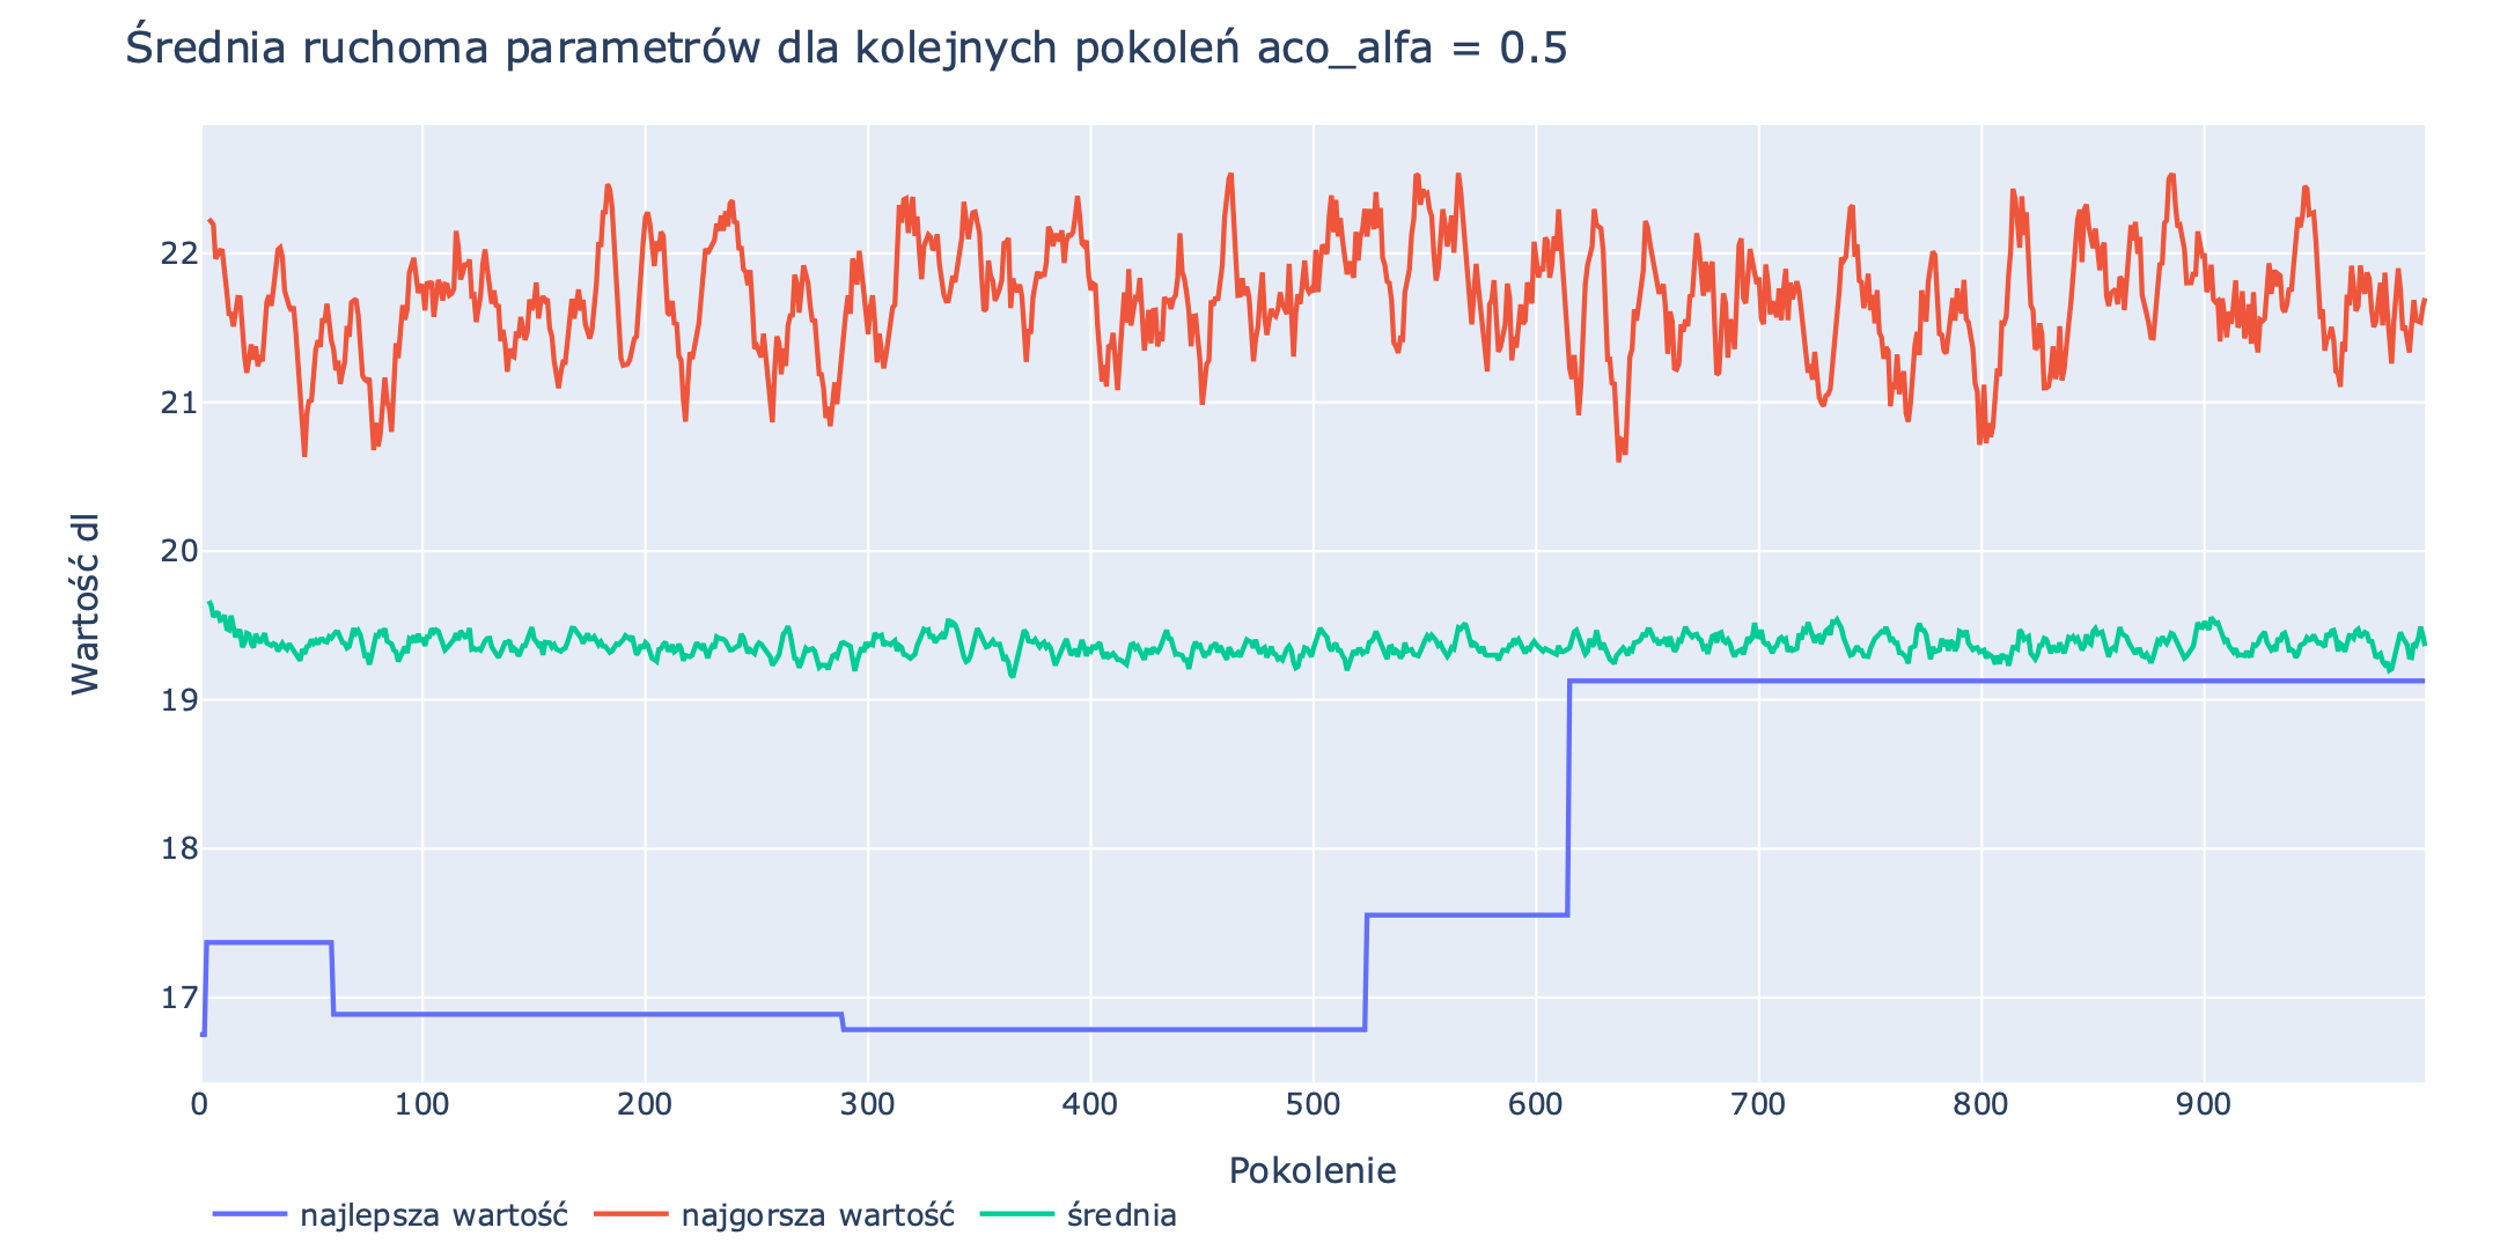 Średnia ruchoma parametrów dla kolejnych pokoleń aco_alfa = 0.5
22
21
20
19
18
17
Wartość dl
0 100 200 300 400 500 600 700 800 900
Pokolenie
najlepsza wartość najgorsza wartość średnia